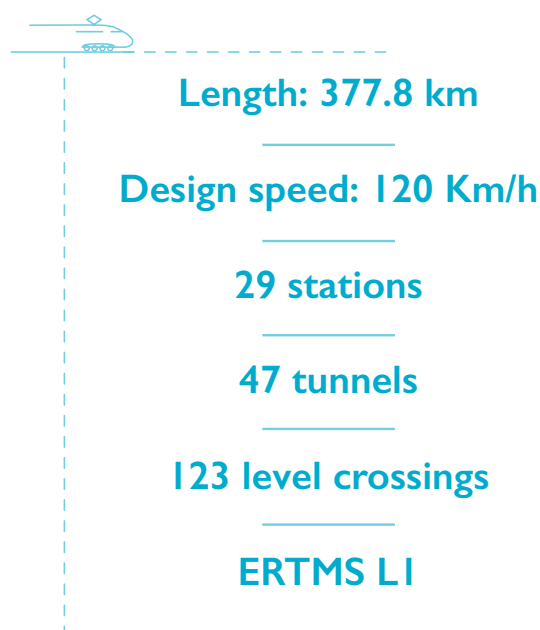 Length: 377.8 km
Design speed: 120 Km/h
29 stations
47 tunnels
123 level crossings
ERTMS L1